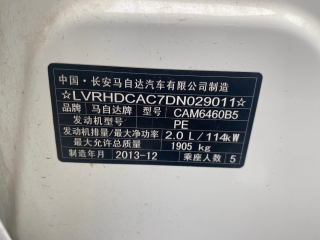 中国·长安马自达汽车有限公司制造
☆LVRHDCAC7DN029011☆
品牌 马自达牌 型号 CAM6460B5
发动机型号 PE
发动机排量/最大净功率 2.0 L/114kW
最大允许总质量 1905 kg
制造年月 2013-12 乘座人数 5